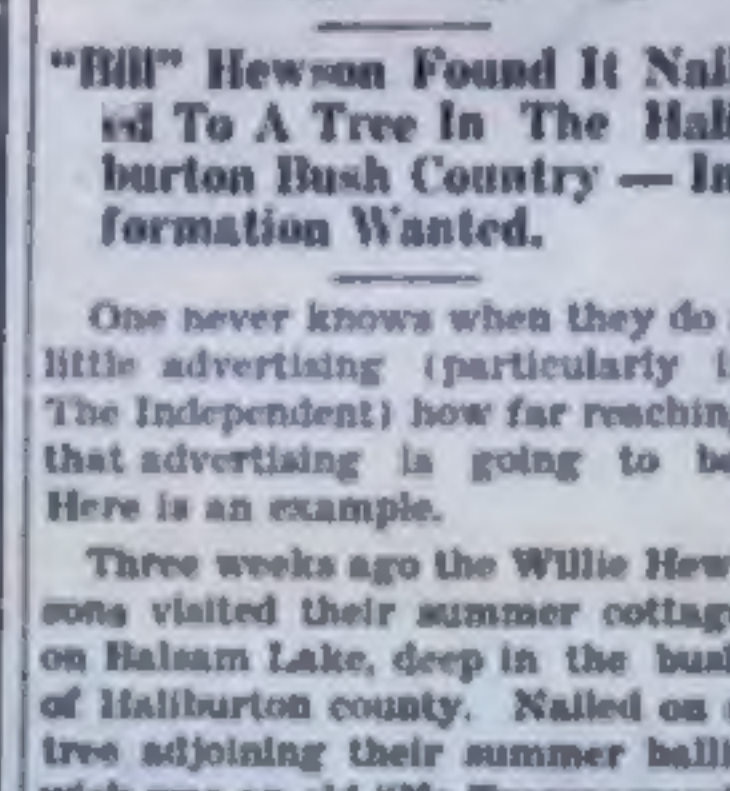 "Bill" Hewson Found It Nail
ed To A Tree In The Hali
burton Bush Country — In
formation Wanted.
One never knows when they do
little advertising (particularly i
The Independent) how far reachin
that advertising is going to be
Here is an example.
Three weeks ago the Willie Hew
sons visited their summer cottag
on Balsam Lake, deep in the bus
of Haliburton county. Nailed on a
tree adjoining their summer baili